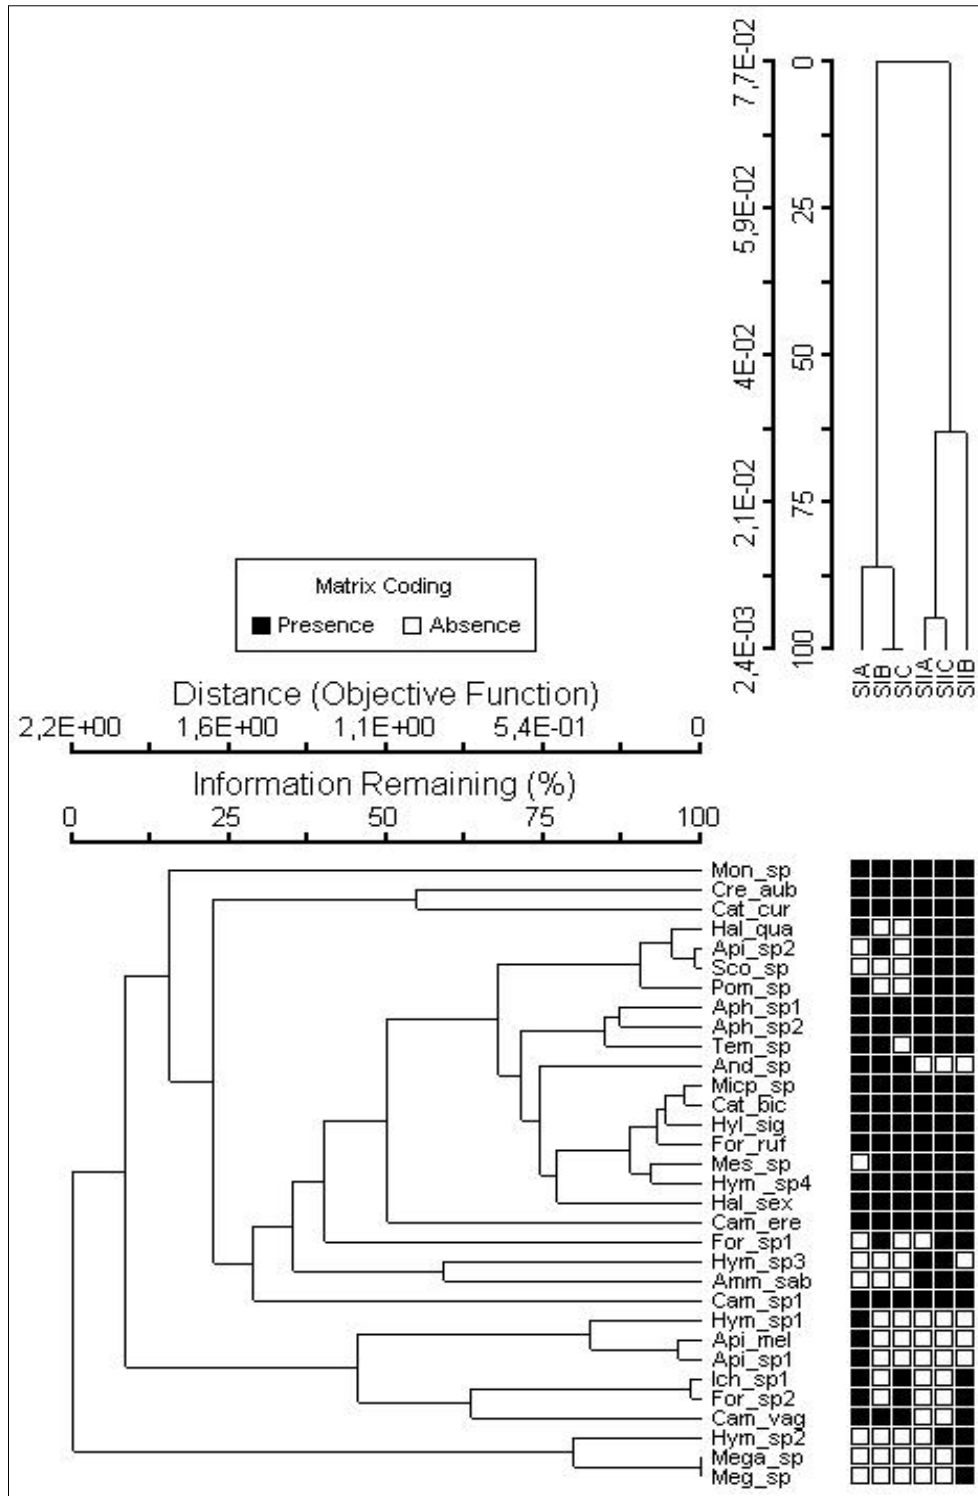 7,7E-02 5,9E-02 4E-02 2,1E-02 2,4E-03
0 25 50 75 100
SIA SIB SIC SIIA SIIC SIIB
Matrix Coding
Presence Absence
Distance (Objective Function)
2,2E+00 1,6E+00 1,1E+00 5,4E-01 0
Information Remaining (%)
0 25 50 75 100
Mon_sp
Cre_aub
Cat_cur
Hal_qua
Api_sp2
Sco_sp
Pom_sp
Aph_sp1
Aph_sp2
Tem_sp
And_sp
Micp_sp
Cat_bic
Hyl_sig
For_ruf
Mes_sp
Hym_sp4
Hal_sex
Cam_ere
For_sp1
Hym_sp3
Amm_sab
Cam_sp1
Hym_sp1
Api_mel
Api_sp1
Ich_sp1
For_sp2
Cam_vag
Hym_sp2
Mega_sp
Meg_sp